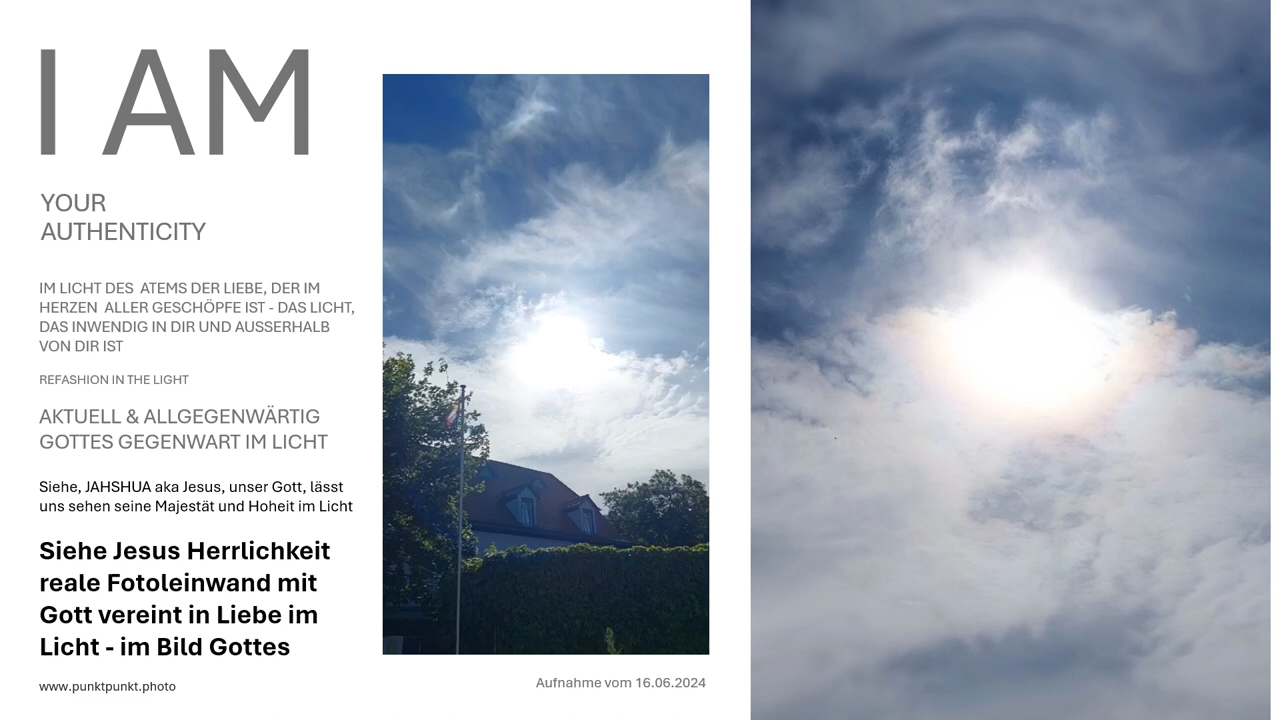 I AM
YOUR
AUTHENTICITY
IM LICHT DES  ATEMS DER LIEBE, DER IM
HERZEN  ALLER GESCHÖPFE IST - DAS LICHT,
DAS INWENDIG IN DIR UND AUSSERHALB
VON DIR IST
REFASHION IN THE LIGHT
AKTUELL & ALLGEGENWÄRTIG
GOTTES GEGENWART IM LICHT
Siehe, JAHSHUA aka Jesus, unser Gott, lässt
uns sehen seine Majestät und Hoheit im Licht
Siehe Jesus Herrlichkeit
reale Fotoleinwand mit
Gott vereint in Liebe im
Licht - im Bild Gottes
www.punktpunkt.photo
Aufnahme vom 16.06.2024